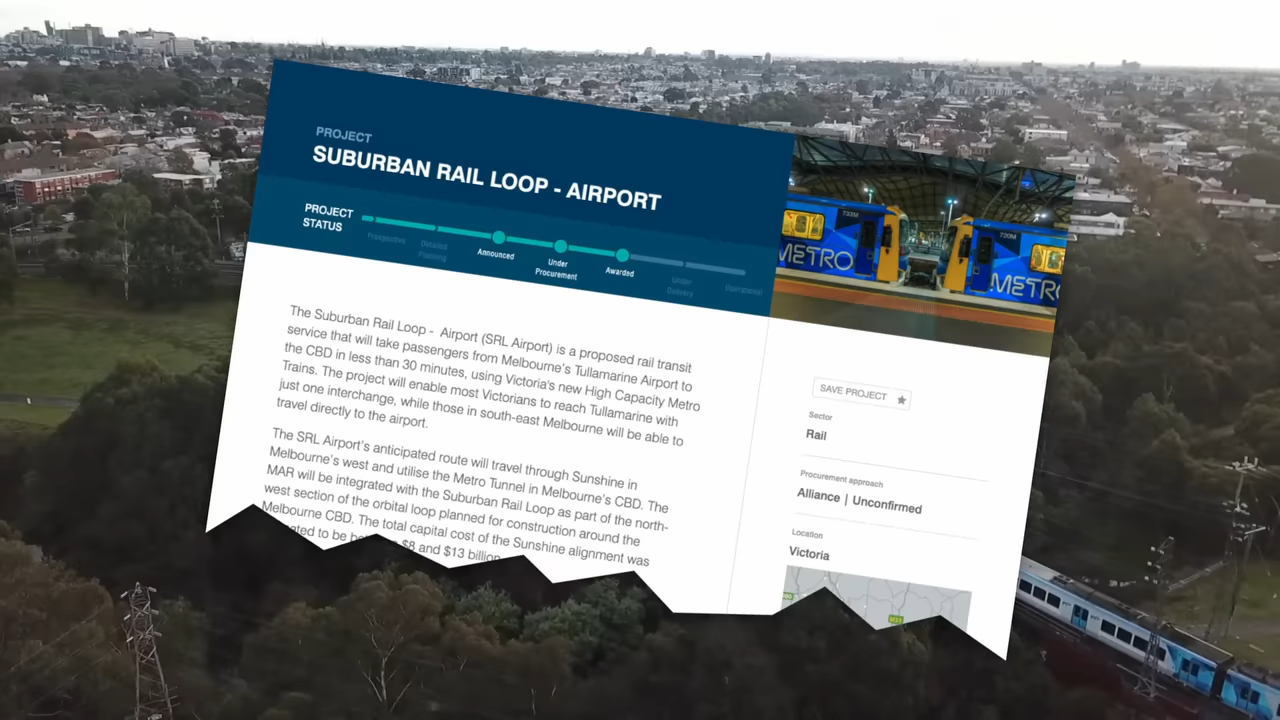 PROJECT
SUBURBAN RAIL LOOP - AIRPORT
PROJECT
STATUS
Prospective
Detailed
Planning
Announced
Under
Procurement
Awarded
Under
Delivery
Operational
733M
METRO
720M
METRO
The Suburban Rail Loop - Airport (SRL Airport) is a proposed rail transit
service that will take passengers from Melbourne's Tullamarine Airport to
the CBD in less than 30 minutes, using Victoria's new High Capacity Metro
Trains. The project will enable most Victorians to reach Tullamarine with
just one interchange, while those in south-east Melbourne will be able to
travel directly to the airport.
The SRL Airport's anticipated route will travel through Sunshine in
Melbourne's west and utilise the Metro Tunnel in Melbourne's CBD. The
MAR will be integrated with the Suburban Rail Loop as part of the north-
west section of the orbital loop planned for construction around the
Melbourne CBD. The total capital cost of the Sunshine alignment was
to be $8 and $13 billion
SAVE PROJECT
Sector
Rail
Procurement approach
Alliance | Unconfirmed
Location
Victoria